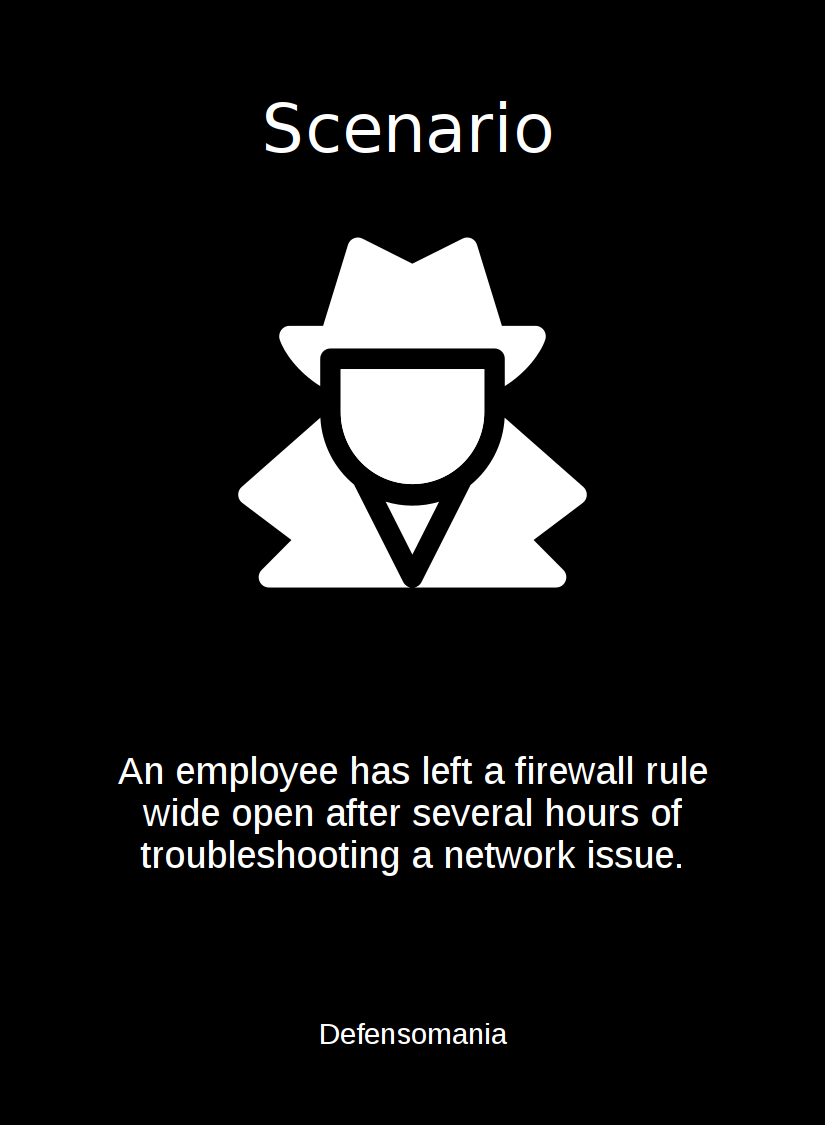 Scenario
An employee has left a firewall rule
wide open after several hours of
troubleshooting a network issue.
Defensomania